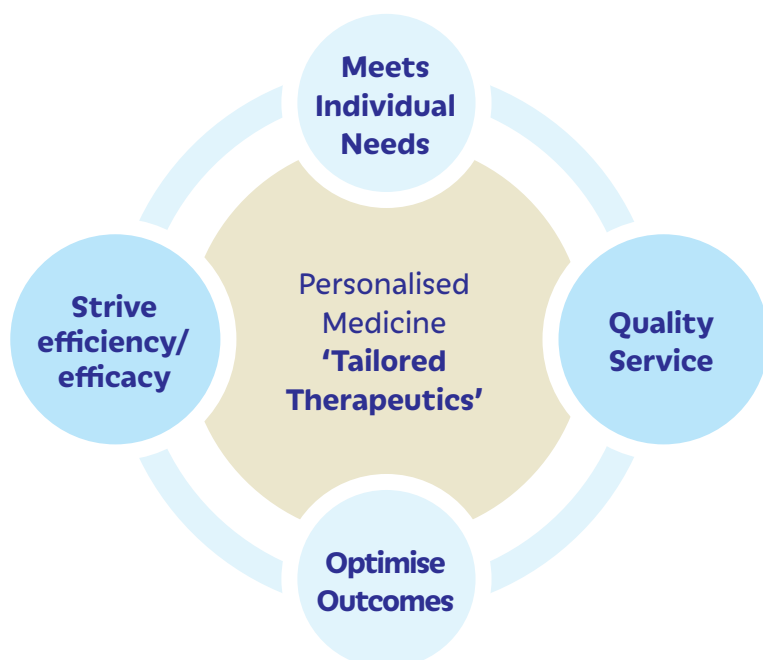 Meets
Individual
Needs
Strive
efficiency/
efficacy
Personalised
Medicine
‘Tailored
Therapeutics’
Quality
Service
Optimise
Outcomes